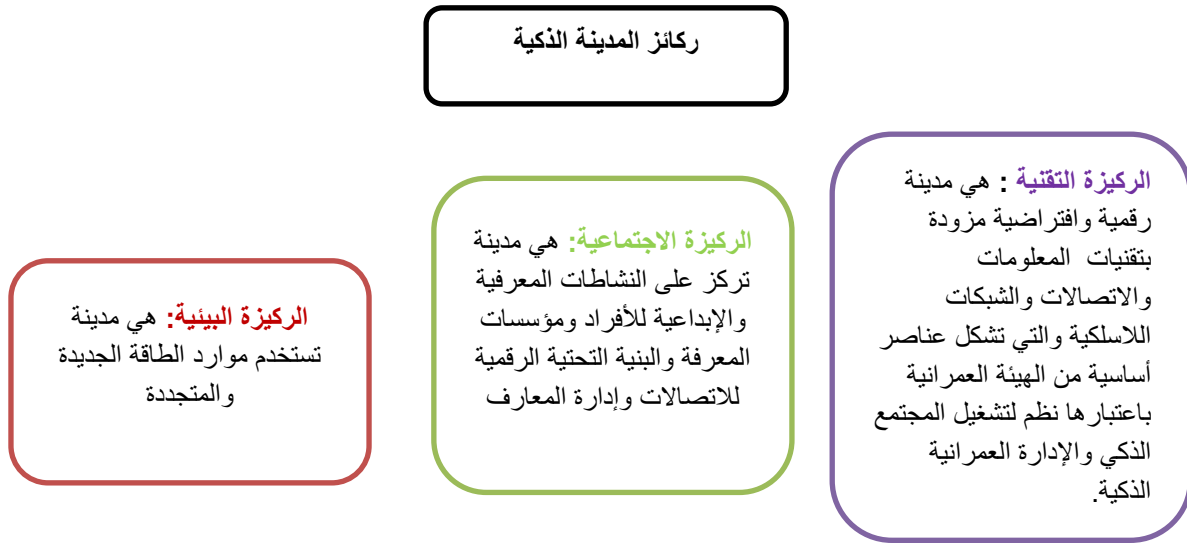 ركائز المدينة الذكية
الركيزة التقنية : هي مدينة
رقمية وافتراضية مزودة
بتقنيات المعلومات
والاتصالات والشبكات
اللاسلكية والتي تشكل عناصر
أساسية من الهيئة العمرانية
باعتبارها نظم لتشغيل المجتمع
الذكي والإدارة العمرانية
الذكية.
الركيزة الاجتماعية: هي مدينة
تركز على النشاطات المعرفية
والإبداعية للأفراد ومؤسسات
المعرفة والبنية التحتية الرقمية
للاتصالات وإدارة المعارف
الركيزة البيئية: هي مدينة
تستخدم موارد الطاقة الجديدة
والمتجددة